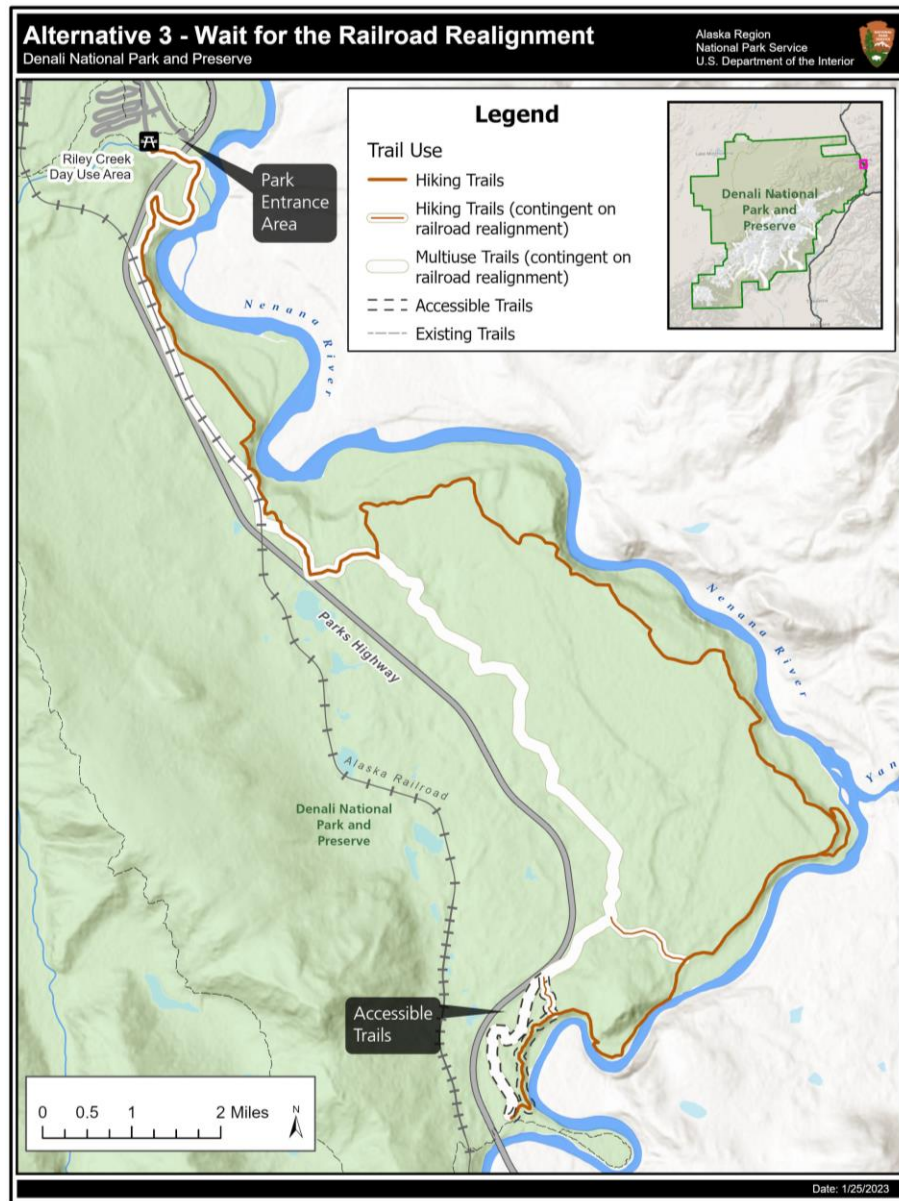 Alternative 3 - Wait for the Railroad Realignment
Denali National Park and Preserve
Alaska Region
National Park Service
U.S. Department of the Interior
Legend
Trail Use
Hiking Trails
Hiking Trails (contingent on
railroad realignment)
Multiuse Trails (contingent on
railroad realignment)
Accessible Trails
Existing Trails
Denali National
Park and
Preserve
Riley Creek
Day Use Area
Park
Entrance
Area
Nenana
River
Nenana
River
Yan
Parks Highway
Alaska Railroad
Denali National
Park and
Preserve
Accessible
Trails
0 0.5 1 2 Miles
N
Date: 1/25/2023